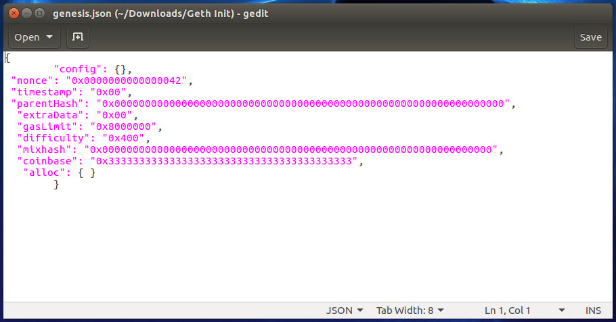 genesis.json (~/Downloads/Geth Init) - gedit
Open Save
{
"config": {},
"nonce": "0x0000000000000042",
"timestamp": "0x00",
"parentHash": "0x0000000000000000000000000000000000000000000000000000000000000000",
"extraData": "0x00",
"gasLimit": "0x8000000",
"difficulty": "0x400",
"mixhash": "0x0000000000000000000000000000000000000000000000000000000000000000",
"coinbase": "0x3333333333333333333333333333333333333333",
"alloc": { }
}
JSON Tab Width: 8 Ln 1, Col 1 INS